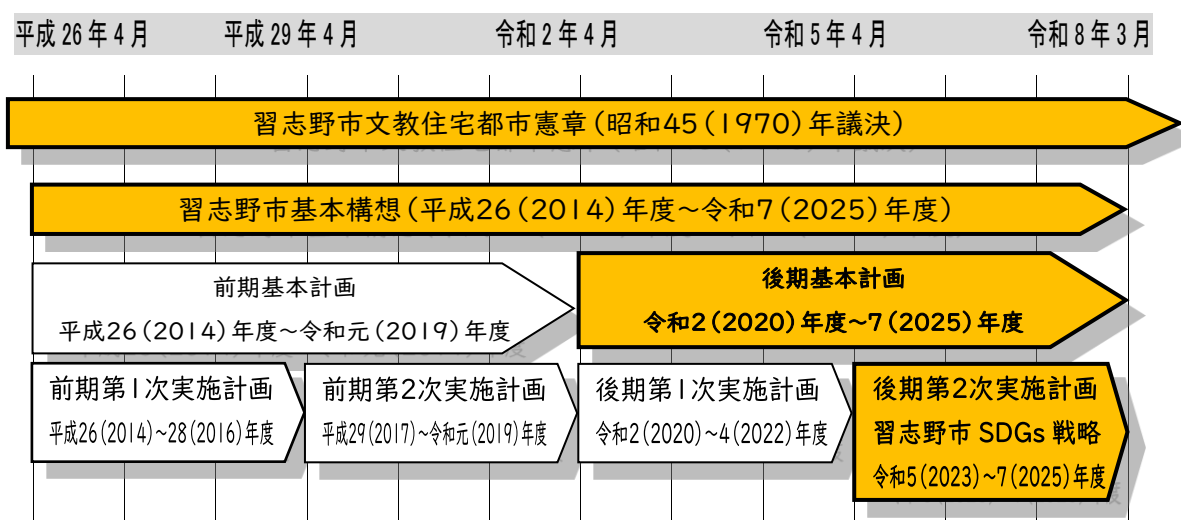 平成26年4月 平成29年4月 令和2年4月 令和5年4月 令和8年3月
習志野市文教住宅都市憲章(昭和45(1970)年議決)
習志野市基本構想(平成26(2014)年度~令和7(2025)年度)
前期基本計画
平成26(2014)年度~令和元(2019)年度
後期基本計画
令和2(2020)年度~7(2025)年度
前期第1次実施計画
平成26(2014)~28(2016)年度
前期第2次実施計画
平成29(2017)~令和元(2019)年度
後期第1次実施計画
令和2(2020)~4(2022)年度
後期第2次実施計画
習志野市 SDGs 戦略
令和5(2023)~7(2025)年度